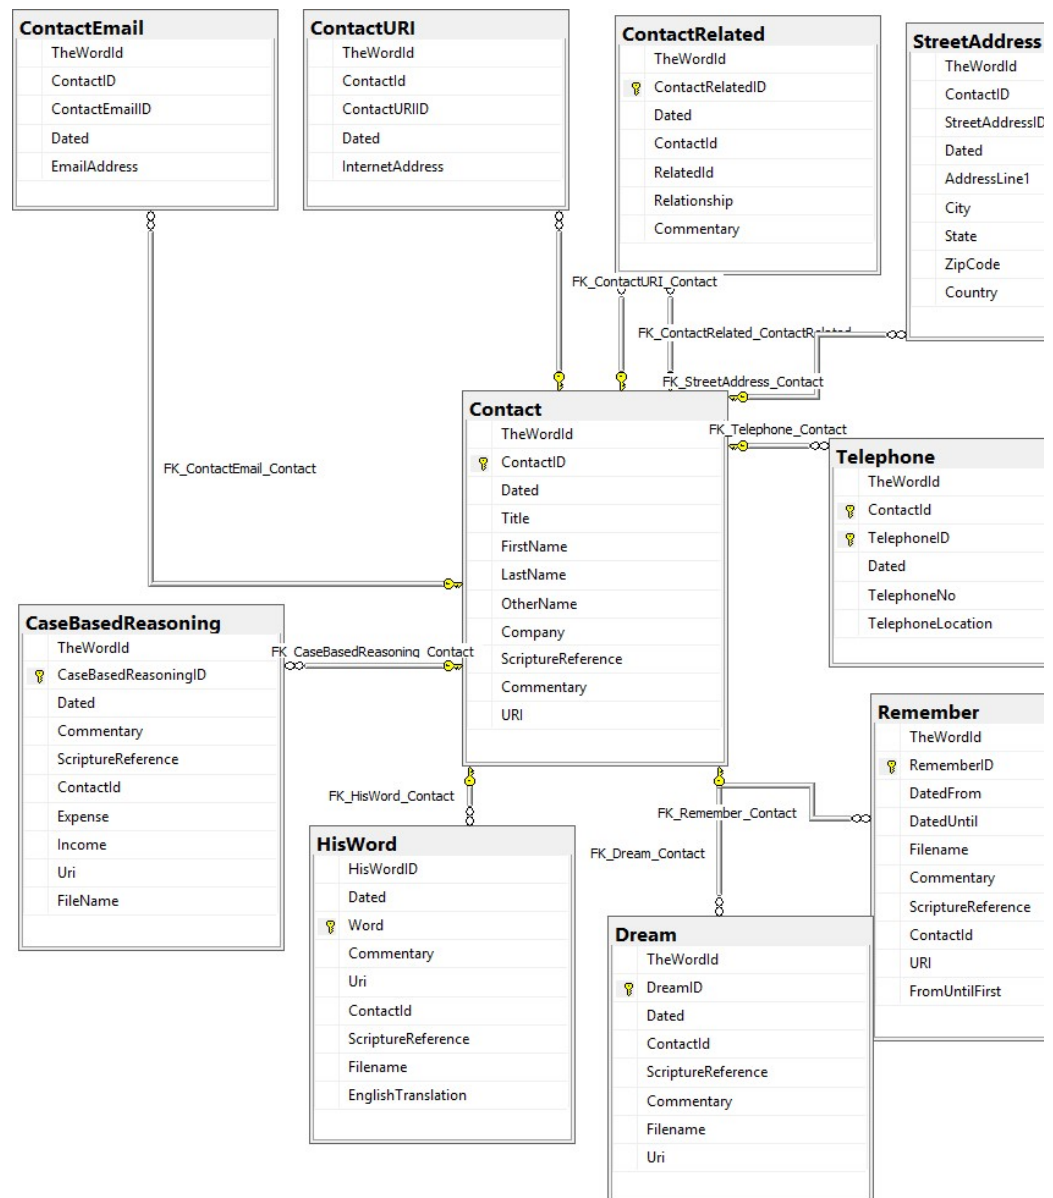 ContactEmail
TheWordId
ContactID
ContactEmailID
Dated
EmailAddress
ContactURI
TheWordId
ContactId
ContactURIID
Dated
InternetAddress
ContactRelated
TheWordId
ContactRelatedID
Dated
ContactId
RelatedId
Relationship
Commentary
StreetAddress
TheWordId
ContactID
StreetAddressID
Dated
AddressLine1
City
State
ZipCode
Country
FK_ContactURI_Contact
FK_ContactRelated_ContactRelated
FK_StreetAddress_Contact
FK_Telephone_Contact
FK_ContactEmail_Contact
Contact
TheWordId
ContactID
Dated
Title
FirstName
LastName
OtherName
Company
ScriptureReference
Commentary
URI
Telephone
TheWordId
ContactId
TelephoneID
Dated
TelephoneNo
TelephoneLocation
CaseBasedReasoning
TheWordId
CaseBasedReasoningID
Dated
Commentary
ScriptureReference
ContactId
Expense
Income
Uri
FileName
FK_CaseBasedReasoning_Contact
Remember
TheWordId
RememberID
DatedFrom
DatedUntil
Filename
Commentary
ScriptureReference
ContactId
URI
FromUntilFirst
FK_HisWord_Contact
FK_Remember_Contact
FK_Dream_Contact
HisWord
HisWordID
Dated
Word
Commentary
Uri
ContactId
ScriptureReference
Filename
EnglishTranslation
Dream
TheWordId
DreamID
Dated
ContactId
ScriptureReference
Commentary
Filename
Uri